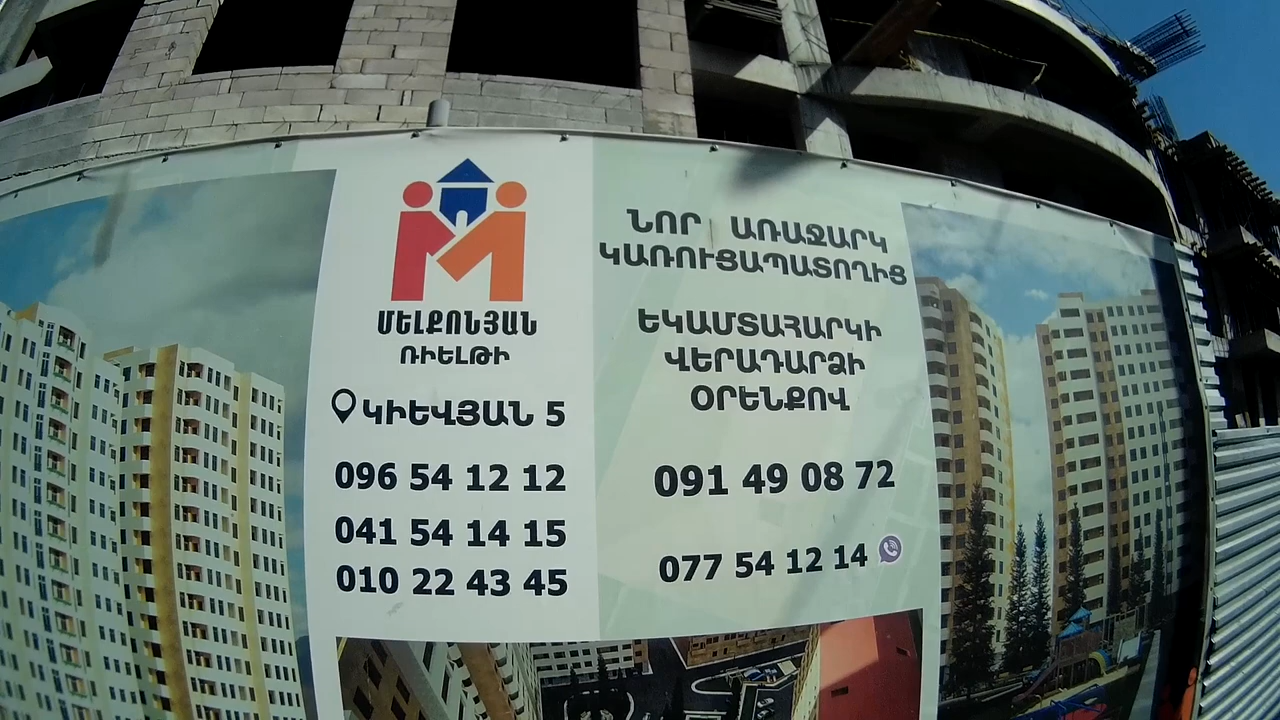 ՄԵԼՔՈՆՅԱՆ
ՌԻԵԼԹԻ
ԿԻԵՎՅԱՆ 5
096 54 12 12
041 54 14 15
010 22 43 45
ՆՈՐ ԱՌԱՋԱՐԿ
ԿԱՌՈՒՑԱՊԱՏՈՂԻՑ
ԵԿԱՄՏԱՀԱՐԿԻ
ՎԵՐԱԴԱՐՁԻ
ՕՐԵՆՔՈՎ
091 49 08 72
077 54 12 14